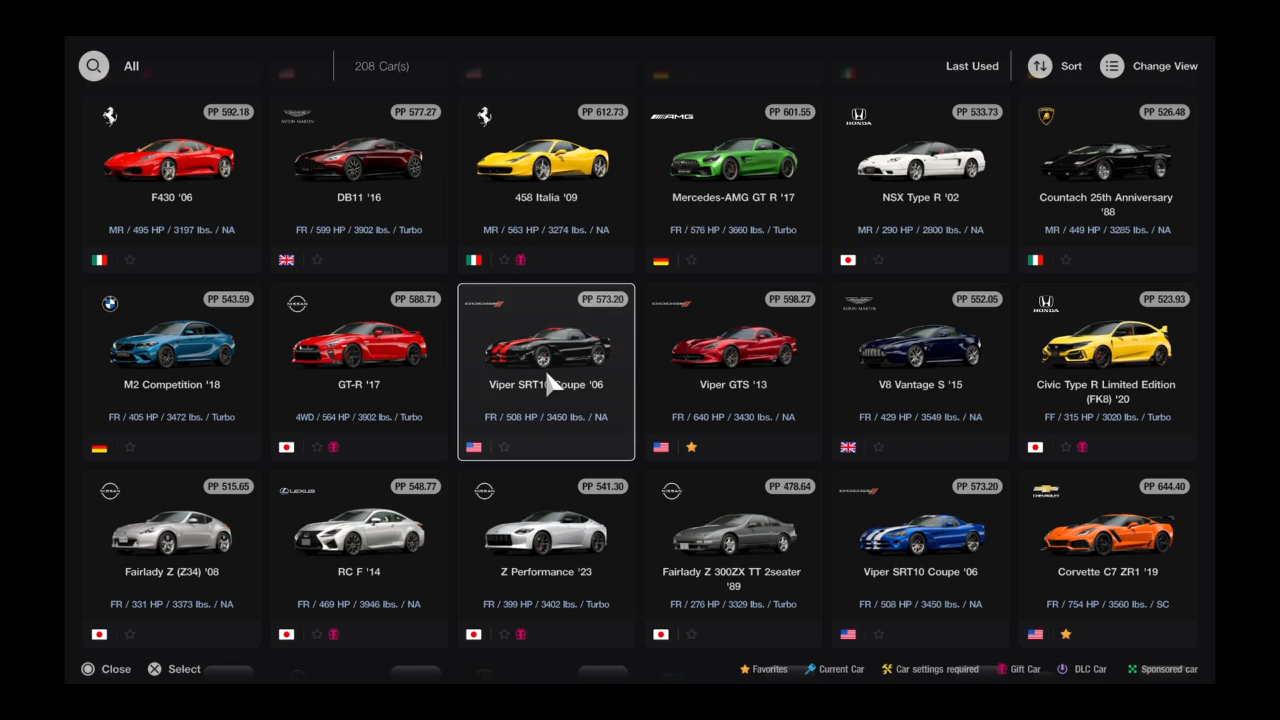 All
208 Car(s)
Last Used
Sort
Change View
PP 592.18
ASTON MARTIN
PP 577.27
PP 612.73
AMG
PP 601.55
HONDA
PP 533.73
PP 526.48
F430 '06
DB11 '16
458 Italia '09
Mercedes-AMG GT R '17
NSX Type R '02
Countach 25th Anniversary
'88
MR / 495 HP / 3197 lbs. / NA
FR / 599 HP / 3902 lbs. / Turbo
MR / 563 HP / 3274 lbs. / NA
FR / 576 HP / 3660 lbs. / Turbo
MR / 290 HP / 2800 lbs. / NA
MR / 449 HP / 3285 lbs. / NA
PP 543.59
NISSAN
PP 588.71
DODGE
PP 573.20
DODGE
PP 598.27
ASTON MARTIN
PP 552.05
HONDA
PP 523.93
M2 Competition '18
GT-R '17
Viper SRT10 Coupe '06
Viper GTS '13
V8 Vantage S '15
Civic Type R Limited Edition
(FK8) '20
FR / 405 HP / 3472 lbs. / Turbo
4WD / 564 HP / 3902 lbs. / Turbo
FR / 508 HP / 3450 lbs. / NA
FR / 640 HP / 3430 lbs. / NA
FR / 429 HP / 3549 lbs. / NA
FF / 315 HP / 3020 lbs. / Turbo
NISSAN
PP 515.65
LEXUS
PP 548.77
NISSAN
PP 541.30
NISSAN
PP 478.64
DODGE
PP 573.20
CHEVROLET
PP 644.40
Fairlady Z (Z34) '08
RC F '14
Z Performance '23
Fairlady Z 300ZX TT 2seater
'89
Viper SRT10 Coupe '06
Corvette C7 ZR1 '19
FR / 331 HP / 3373 lbs. / NA
FR / 469 HP / 3946 lbs. / NA
FR / 399 HP / 3402 lbs. / Turbo
FR / 276 HP / 3329 lbs. / Turbo
FR / 508 HP / 3450 lbs. / NA
FR / 754 HP / 3560 lbs. / SC
Close
Select
Favorites
Current Car
Car settings required
Gift Car
DLC Car
Sponsored car